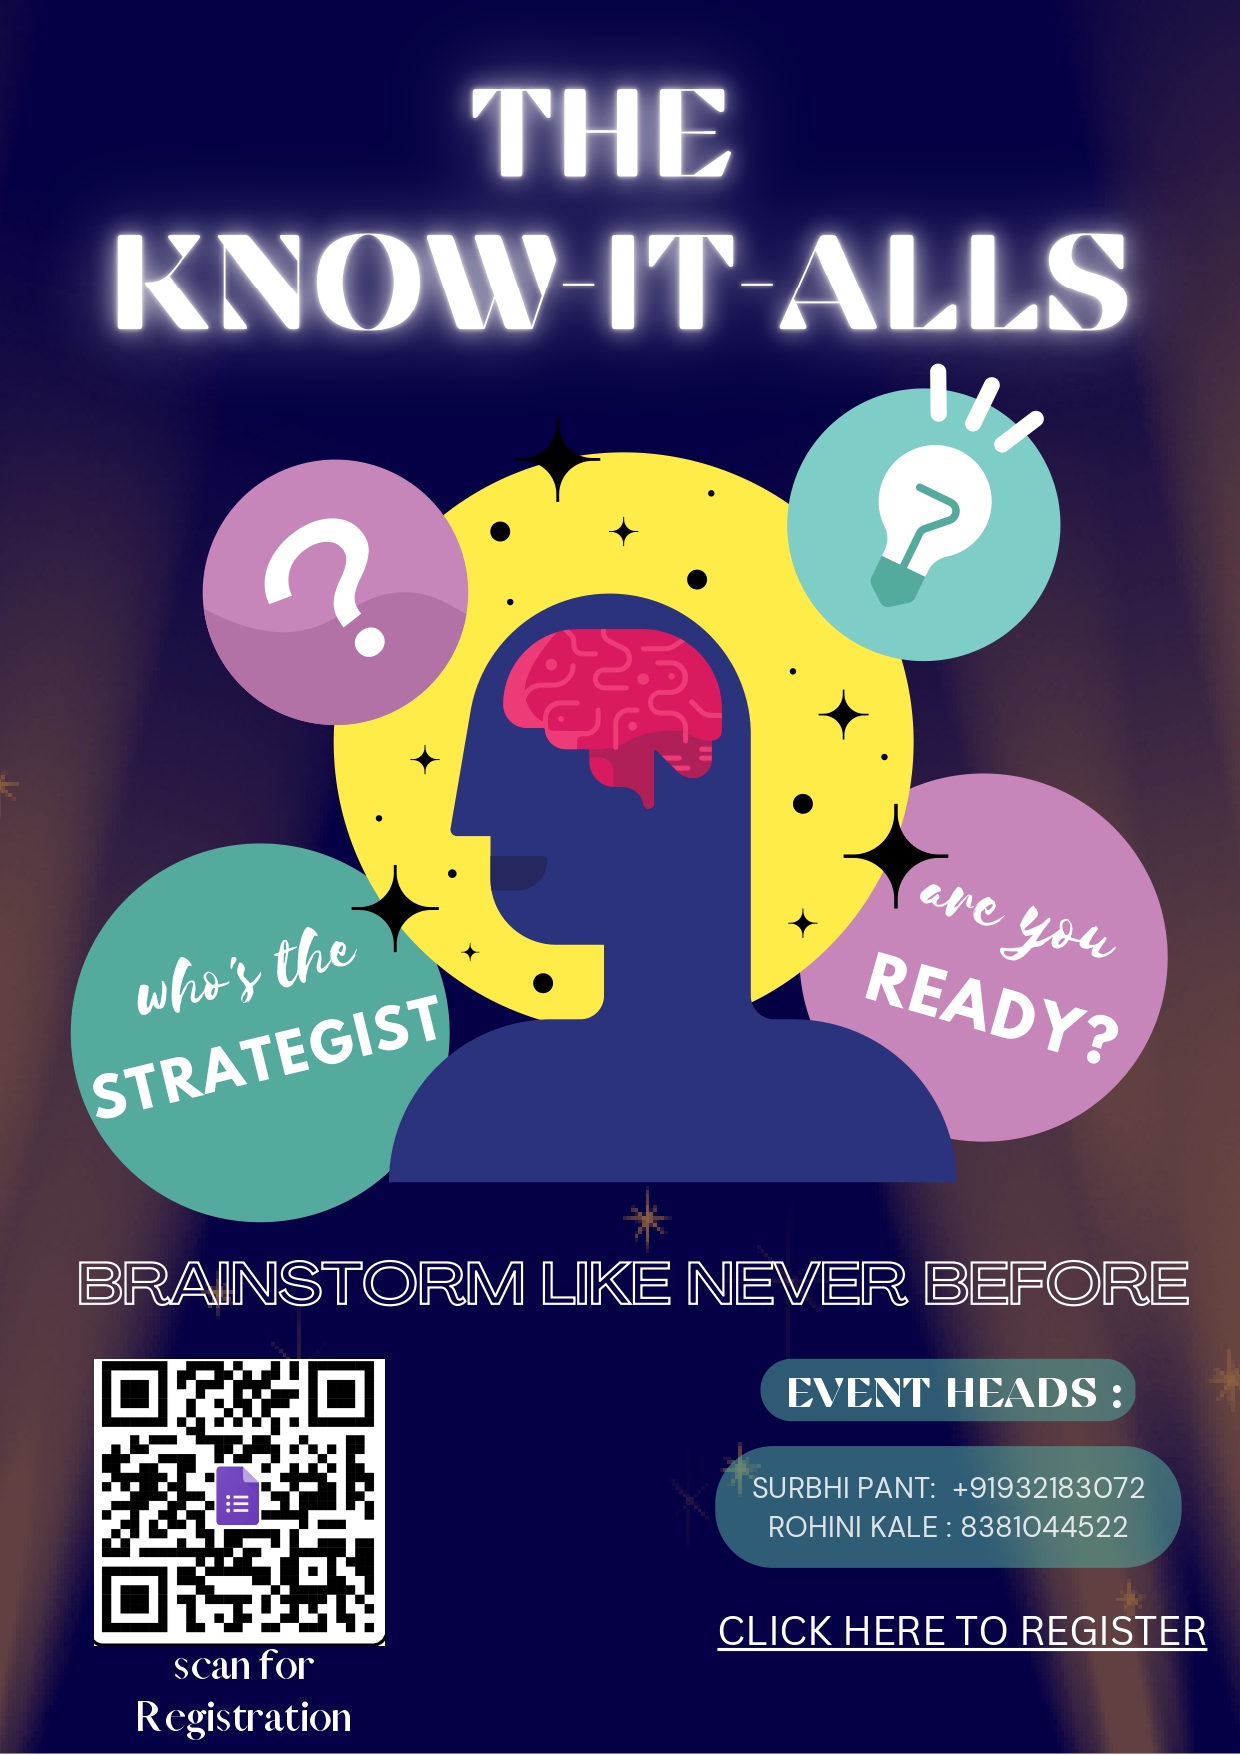 THE
KNOW-IT-ALLS
?
who's the
STRATEGIST
are you
READY?
BRAINSTORM LIKE NEVER BEFORE
EVENT HEADS :
SURBHI PANT: +91932183072
ROHINI KALE : 8381044522
CLICK HERE TO REGISTER
scan for
Registration